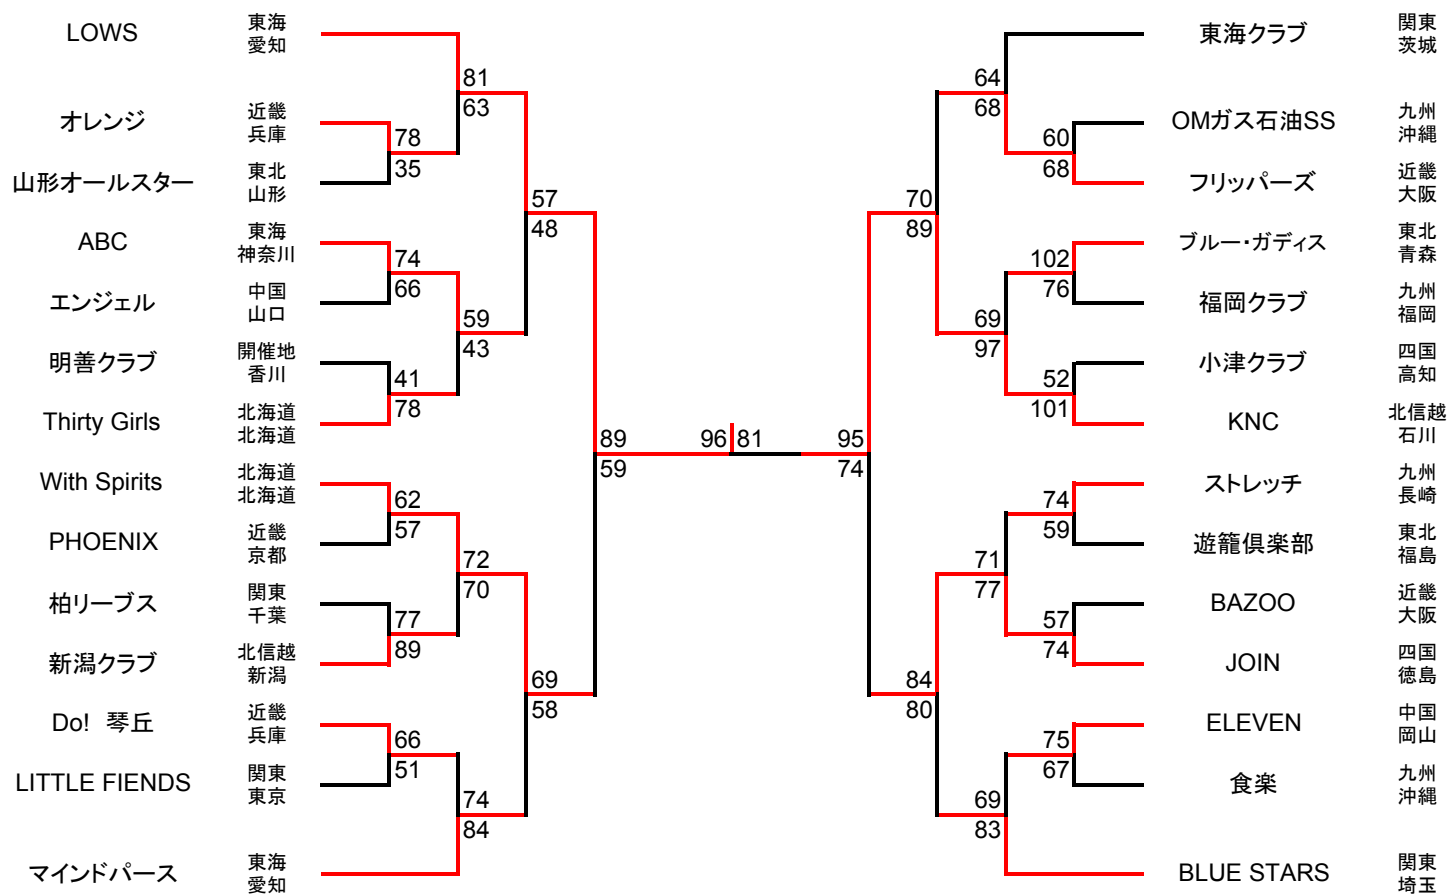 LOWS
東海
愛知
81
63
オレンジ
近畿
兵庫
78
35
山形オールスター
東北
山形
57
48
ABC
東海
神奈川
74
66
エンジェル
中国
山口
59
43
明善クラブ
開催地
香川
41
78
Thirty Girls
北海道
北海道
89
59
With Spirits
北海道
北海道
62
57
PHOENIX
近畿
京都
72
70
柏リーブス
関東
千葉
77
89
新潟クラブ
北信越
新潟
69
58
Do! 琴丘
近畿
兵庫
66
51
LITTLE FIENDS
関東
東京
74
84
マインドパース
東海
愛知
96
81
東海クラブ
関東
茨城
64
68
OMガス石油SS
九州
沖縄
60
68
フリッパーズ
近畿
大阪
70
89
ブルー・ガディス
東北
青森
102
76
福岡クラブ
九州
福岡
69
97
小津クラブ
四国
高知
52
101
KNC
北信越
石川
95
74
ストレッチ
九州
長崎
74
59
遊籠倶楽部
東北
福島
71
77
BAZOO
近畿
大阪
57
74
JOIN
四国
徳島
84
80
ELEVEN
中国
岡山
75
67
食楽
九州
沖縄
69
83
BLUE STARS
関東
埼玉